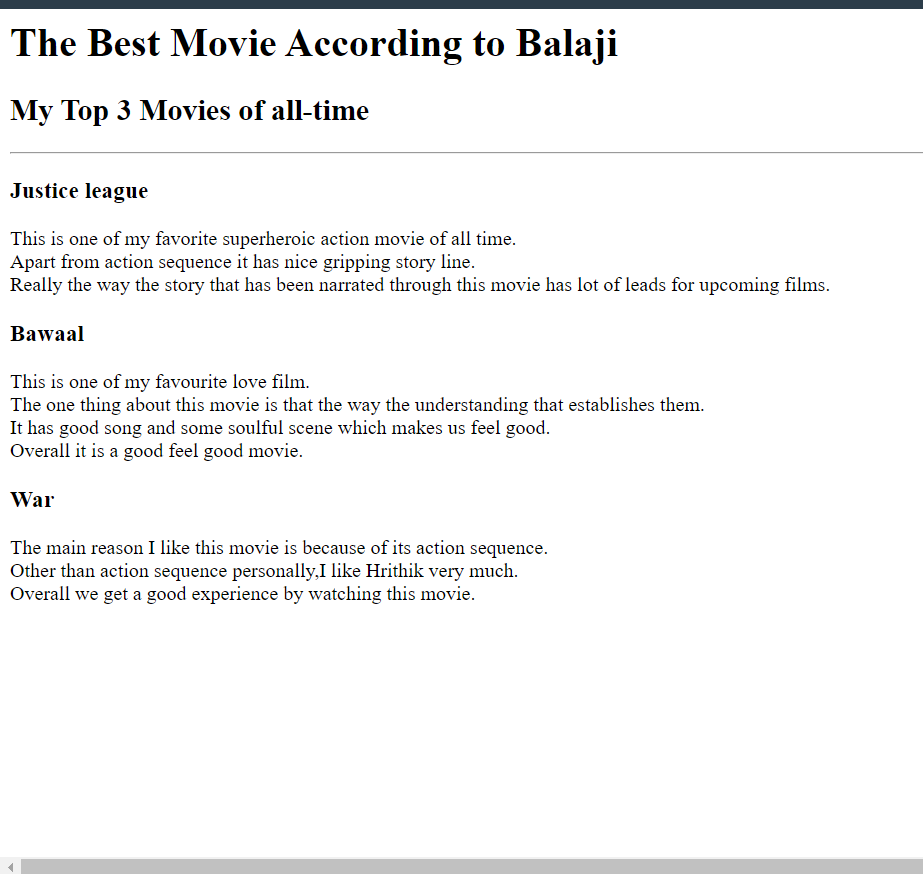 The Best Movie According to Balaji
My Top 3 Movies of all-time
Justice league
This is one of my favorite superheroic action movie of all time.
Apart from action sequence it has nice gripping story line.
Really the way the story that has been narrated through this movie has lot of leads for upcoming films.
Bawaal
This is one of my favourite love film.
The one thing about this movie is that the way the understanding that establishes them.
It has good song and some soulful scene which makes us feel good.
Overall it is a good feel good movie.
War
The main reason I like this movie is because of its action sequence.
Other than action sequence personally,I like Hrithik very much.
Overall we get a good experience by watching this movie.